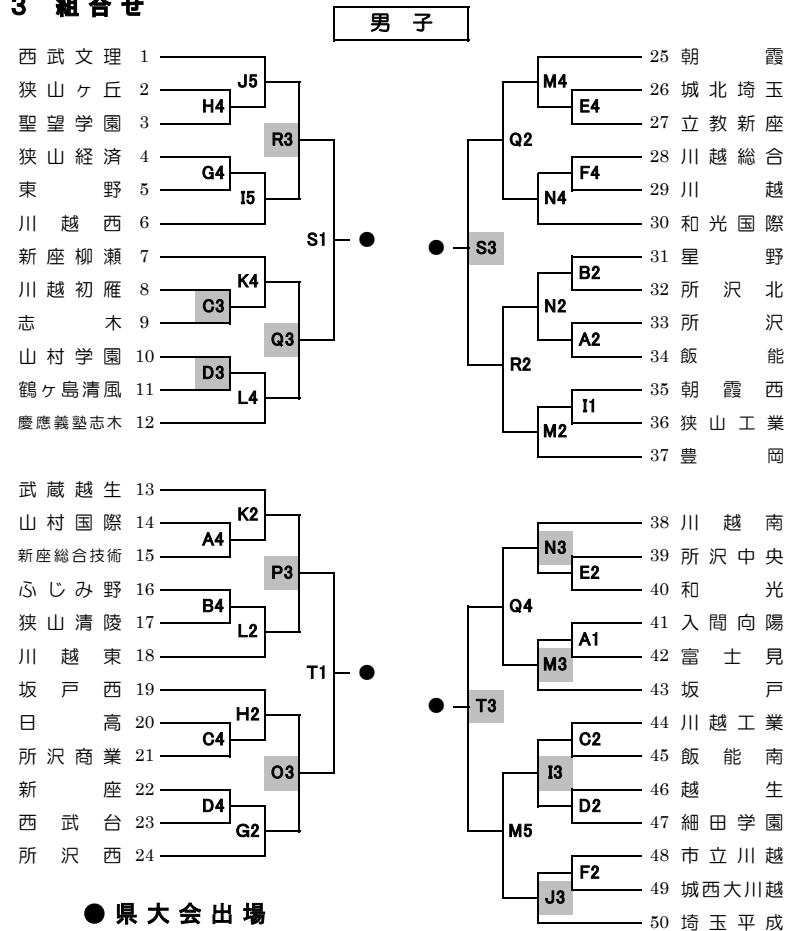 3 組合せ
男子
西武文理 1
狭山ヶ丘 2
聖望学園 3
狭山経済 4
東野 5
川越西 6
新座柳瀬 7
川越初雁 8
志木 9
山村学園 10
鶴ヶ島清風 11
慶應義塾志木 12
J5
H4
R3
G4
I5
S1
K4
C3
Q3
D3
L4
武蔵越生 13
山村国際 14
新座総合技術 15
ふじみ野 16
狭山清陵 17
川越東 18
坂戸西 19
日高 20
所沢商業 21
新座 22
西武台 23
所沢西 24
K2
A4
P3
B4
L2
T1
H2
C4
O3
D4
G2
25 朝霞
26 城北埼玉
27 立教新座
28 川越総合
29 川越
30 和光国際
31 星野
32 所沢北
33 所沢
34 飯能
35 朝霞西
36 狭山工業
37 豊岡
M4
E4
Q2
F4
N4
S3
B2
N2
A2
R2
I1
M2
38 川越南
39 所沢中央
40 和光
41 入間向陽
42 富士見
43 坂戸
44 川越工業
45 飯能南
46 越生
47 細田学園
48 市立川越
49 城西大川越
50 埼玉平成
N3
E2
Q4
A1
M3
T3
C2
I3
D2
M5
F2
J3
●県大会出場